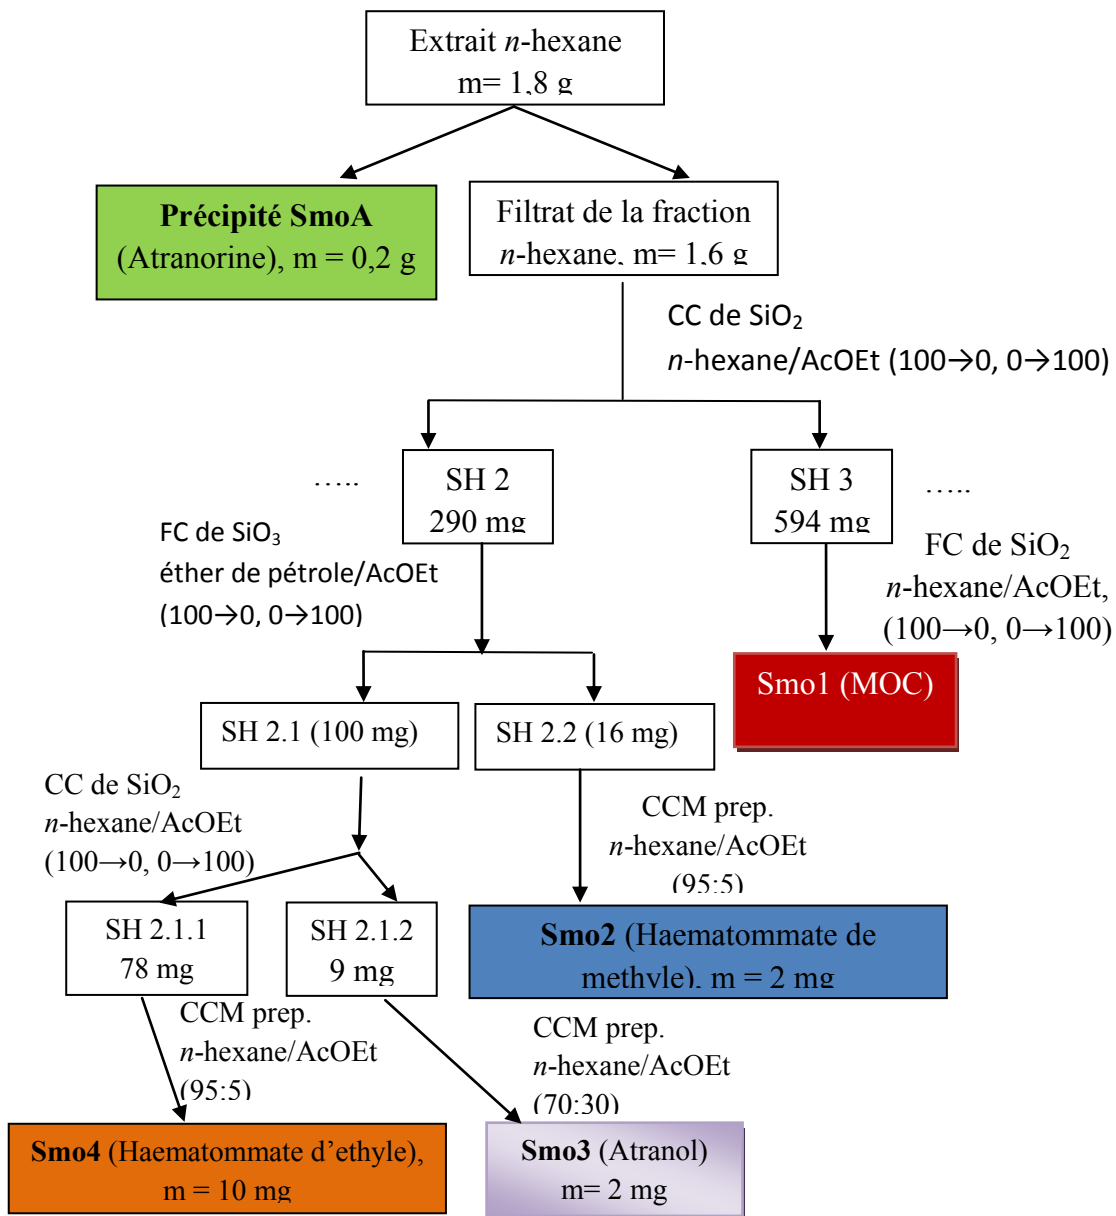 Extrait n-hexane
m= 1,8 g
Précipité SmoA
(Atranorine), m = 0,2 g
Filtrat de la fraction
n-hexane, m= 1,6 g
CC de SiO₂
n-hexane/AcOEt (100→0, 0→100)
…..
SH 2
290 mg
SH 3
594 mg
…..
FC de SiO₃
éther de pétrole/AcOEt
(100→0, 0→100)
FC de SiO₂
n-hexane/AcOEt,
(100→0, 0→100)
Smo1 (MOC)
SH 2.1 (100 mg)
SH 2.2 (16 mg)
CC de SiO₂
n-hexane/AcOEt
(100→0, 0→100)
CCM prep.
n-hexane/AcOEt
(95:5)
SH 2.1.1
78 mg
SH 2.1.2
9 mg
Smo2 (Haematommate de
methyle), m = 2 mg
CCM prep.
n-hexane/AcOEt
(95:5)
CCM prep.
n-hexane/AcOEt
(70:30)
Smo4 (Haematommate d’ethyle),
m = 10 mg
Smo3 (Atranol)
m= 2 mg